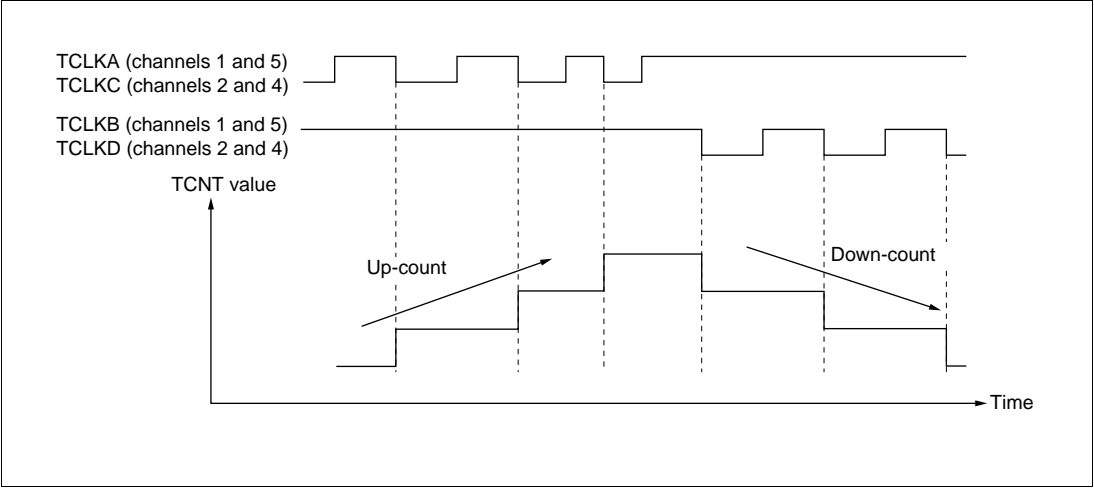 TCLKA (channels 1 and 5)
TCLKC (channels 2 and 4)
TCLKB (channels 1 and 5)
TCLKD (channels 2 and 4)
TCNT value
Up-count
Down-count
Time